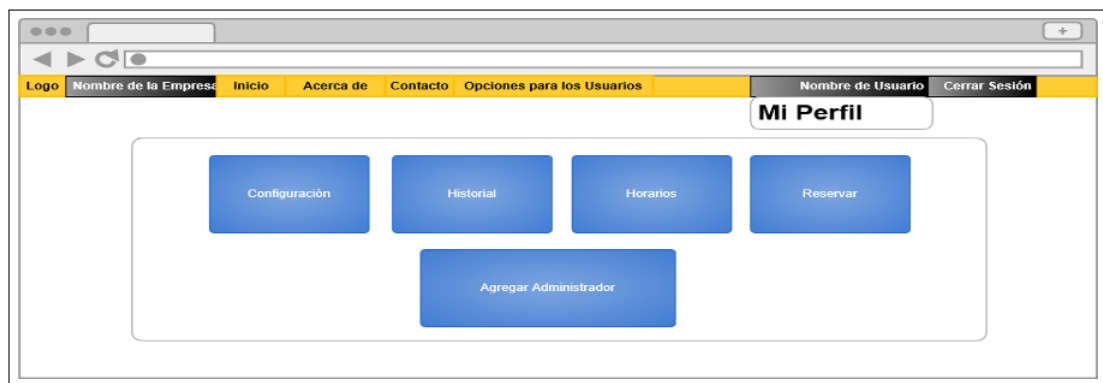 Logo Nombre de la Empresa Inicio Acerca de Contacto Opciones para los Usuarios Nombre de Usuario Cerrar Sesión
Mi Perfil
Configuración Historial Horarios Reservar
Agregar Administrador